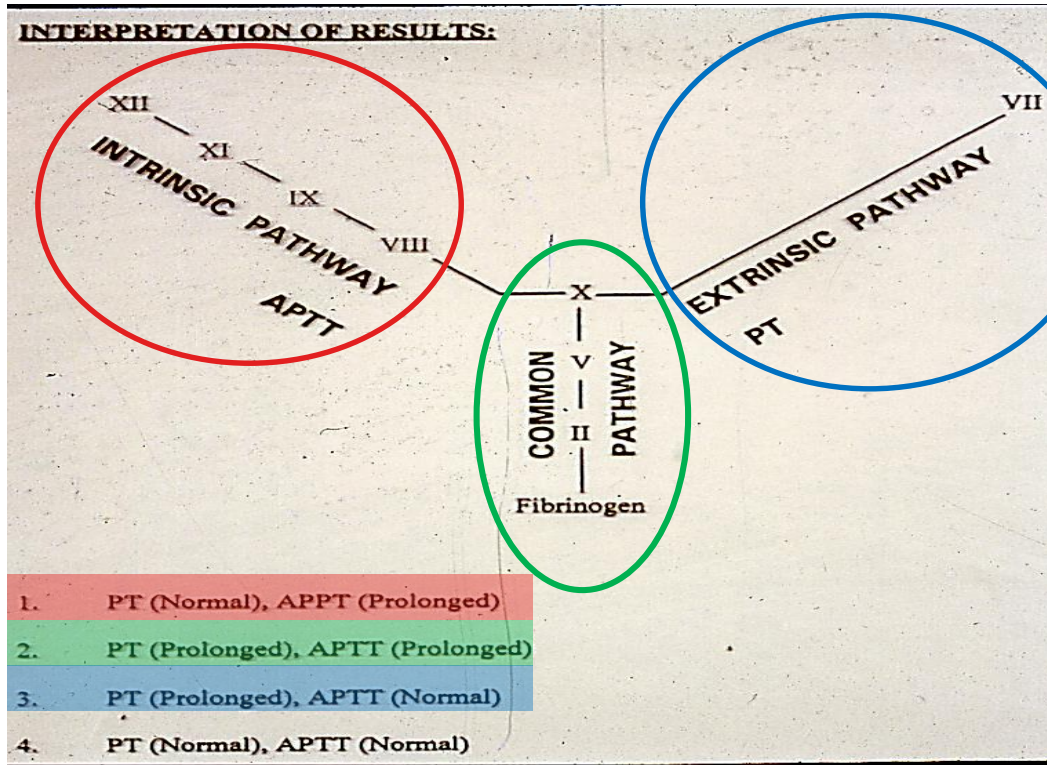 INTERPRETATION OF RESULTS:
XII
XI
IX
VIII
INTRINSIC PATHWAY
APTT
VII
EXTRINSIC PATHWAY
PT
X
V
II
Fibrinogen
COMMON
PATHWAY
1. PT (Normal), APPT (Prolonged)
2. PT (Prolonged), APTT (Prolonged)
3. PT (Prolonged), APTT (Normal)
4. PT (Normal), APTT (Normal)